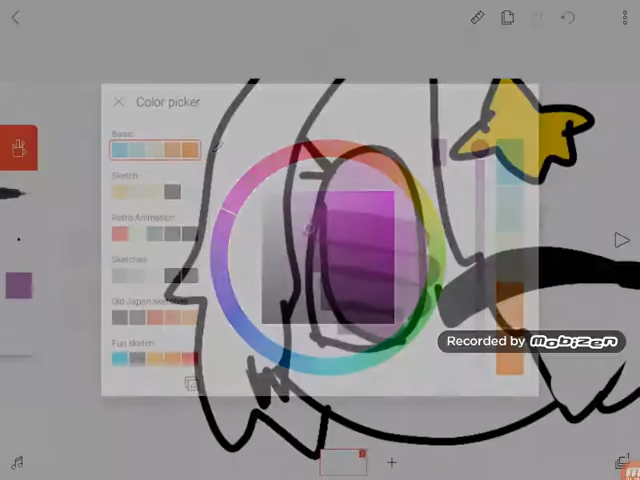 Color picker
Basic
Sketch
Retro Animation
Sketches
Old Japan sketches
Fun sketch
Recorded by mobizen